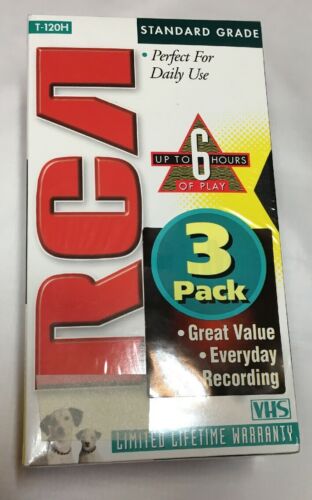 T-120H
STANDARD GRADE
• Perfect For
Daily Use
RCA
UP TO 6 HOURS
OF PLAY
3
Pack
• Great Value
• Everyday
Recording
VHS
LIMITED LIFETIME WARRANTY